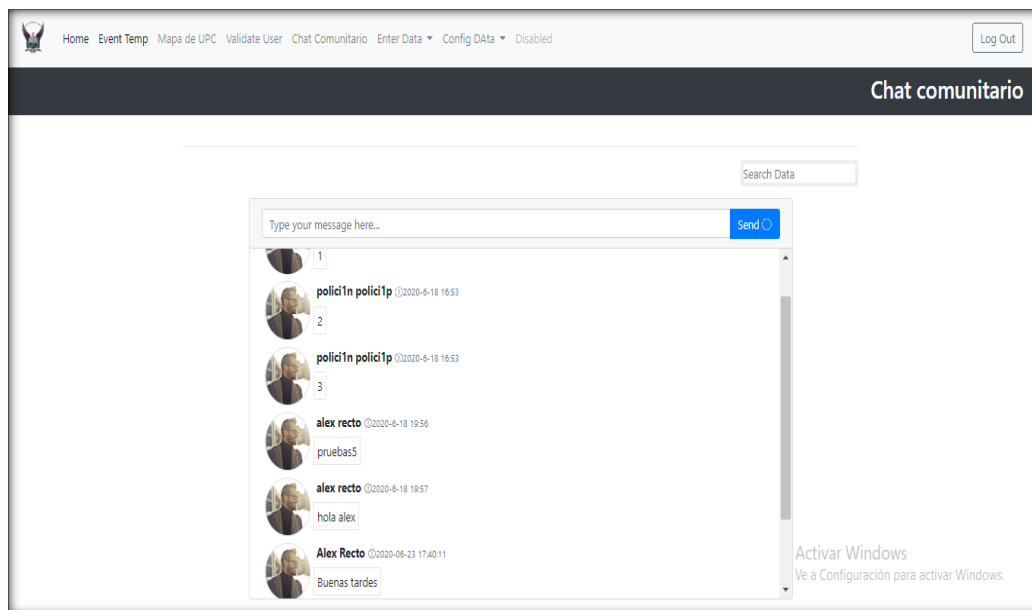 Home Event Temp Mapa de UPC Validate User Chat Comunitario Enter Data Config DAta Disabled Log Out
Chat comunitario
Search Data
Type your message here... Send
1
polici1n polici1p 2020-6-18 16:53
2
polici1n polici1p 2020-6-18 16:53
3
alex recto 2020-6-18 19:56
pruebas5
alex recto 2020-6-18 19:57
hola alex
Alex Recto 2020-06-23 17:40:11
Buenas tardes
Activar Windows
Ve a Configuración para activar Windows.